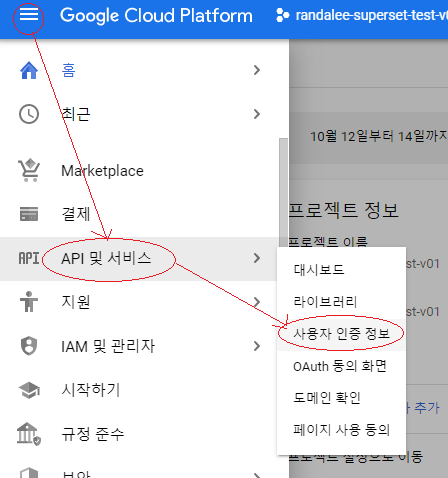 Google Cloud Platform
randalee-superset-test-v0
홈
최근
Marketplace
결제
API API 및 서비스
지원
IAM 및 관리자
시작하기
규정 준수
보안
10월 12일부터 14일까지
프로젝트 정보
프로젝트 이름
st-v01
대시보드
라이브러리
st-v01
사용자 인증 정보
OAuth 동의 화면
도메인 확인
가 추가
페이지 사용 동의
프로젝트 설정으로 이동